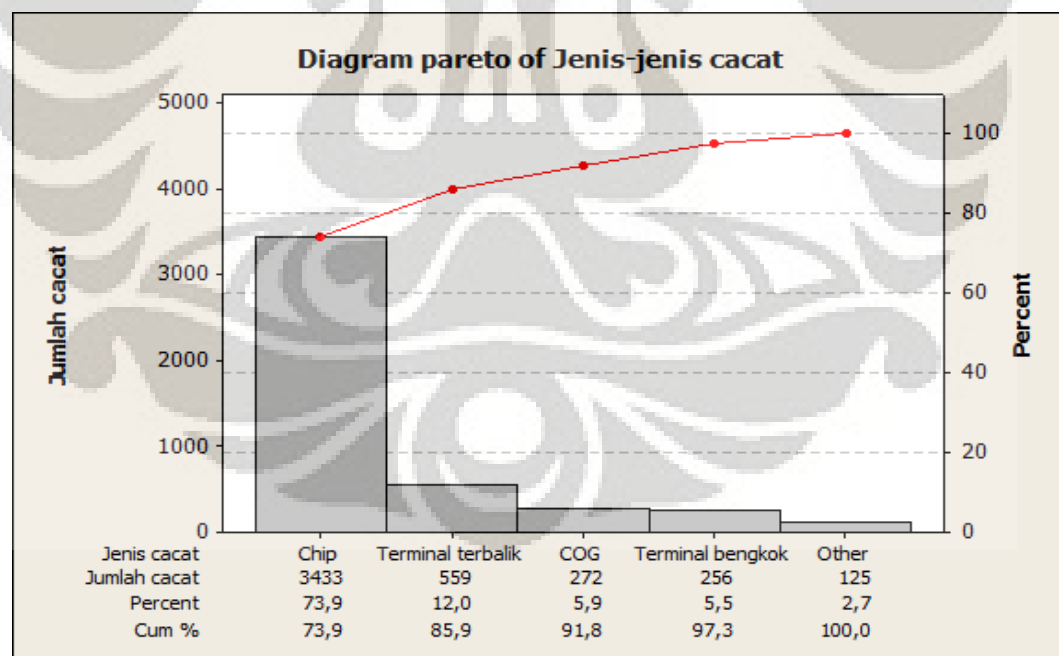 Diagram pareto of Jenis-jenis cacat
5000
4000
3000
2000
1000
0
Jumlah cacat
100
80
60
40
20
0
Percent
Jenis cacat Chip Terminal terbalik COG Terminal bengkok Other
Jumlah cacat 3433 559 272 256 125
Percent 73,9 12,0 5,9 5,5 2,7
Cum % 73,9 85,9 91,8 97,3 100,0